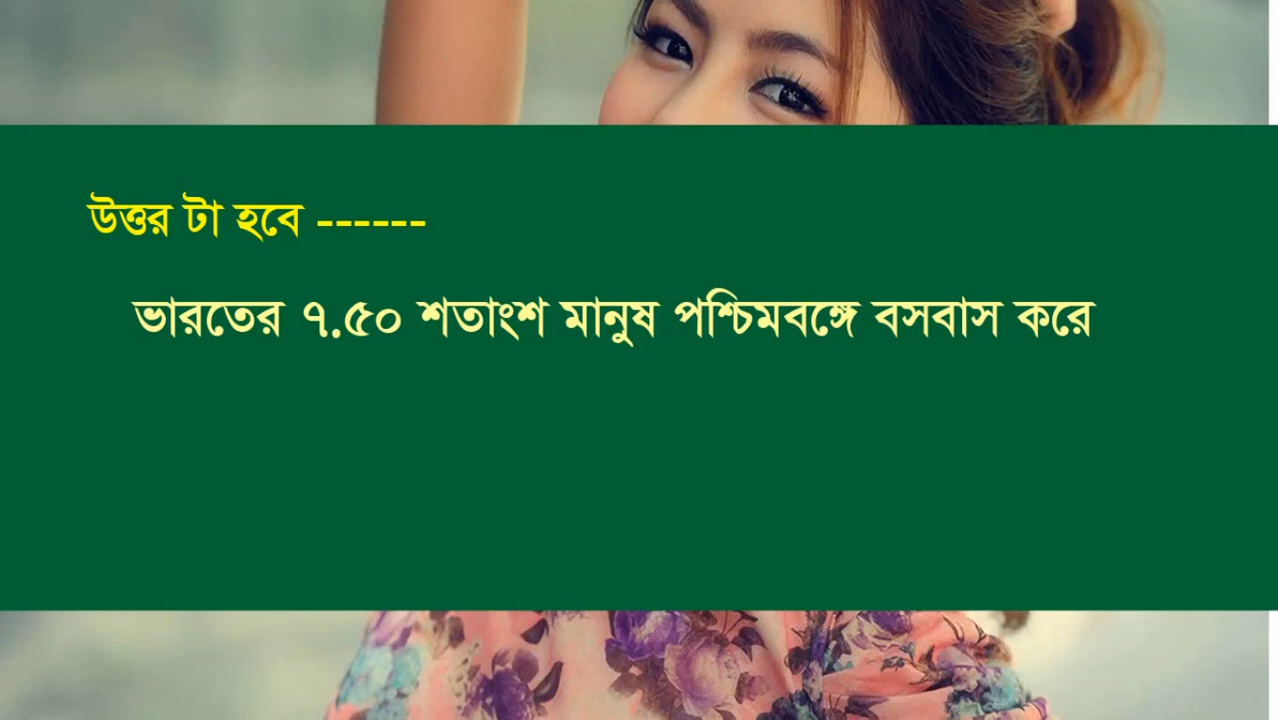 উত্তর টা হবে ------
ভারতের ৭.৫০ শতাংশ মানুষ পশ্চিমবঙ্গে বসবাস করে